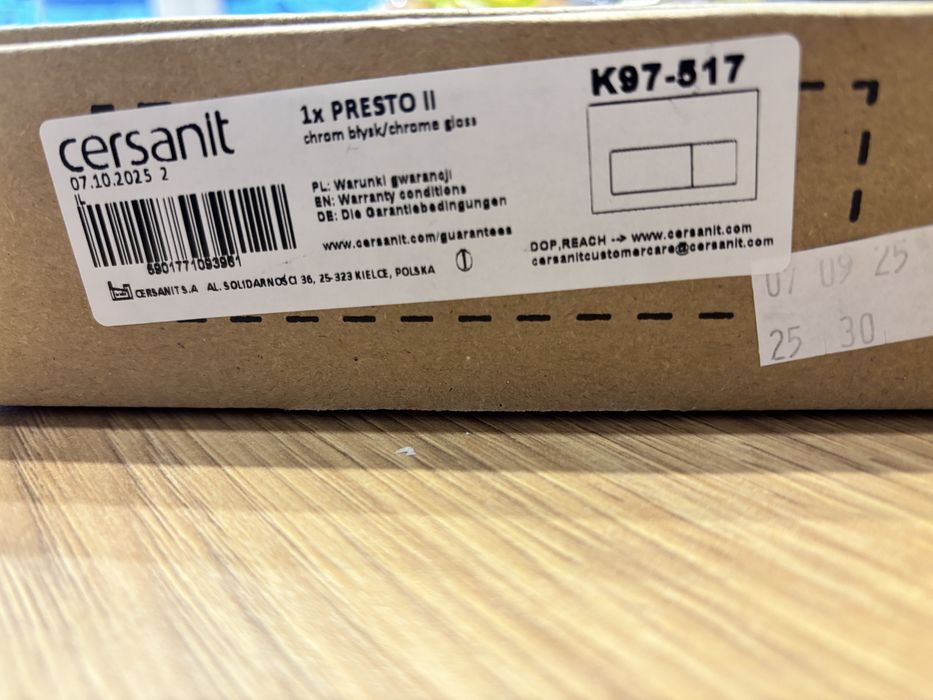 cersanit
07.10.2025 2
1x PRESTO II
chrom błysk/chrome gloss
K97-517
PL: Warunki gwarancji
EN: Warranty conditions
DE: Die Garantiebedingungen
www.cersanit.com/guarantees
5901771093961
CERSANIT S.A AL. SOLIDARNOŚCI 36, 25-323 KIELCE, POLSKA
DOP,REACH --> www.cersanit.com
cersanitcustomercare@cersanit.com
07 09 25
25 30